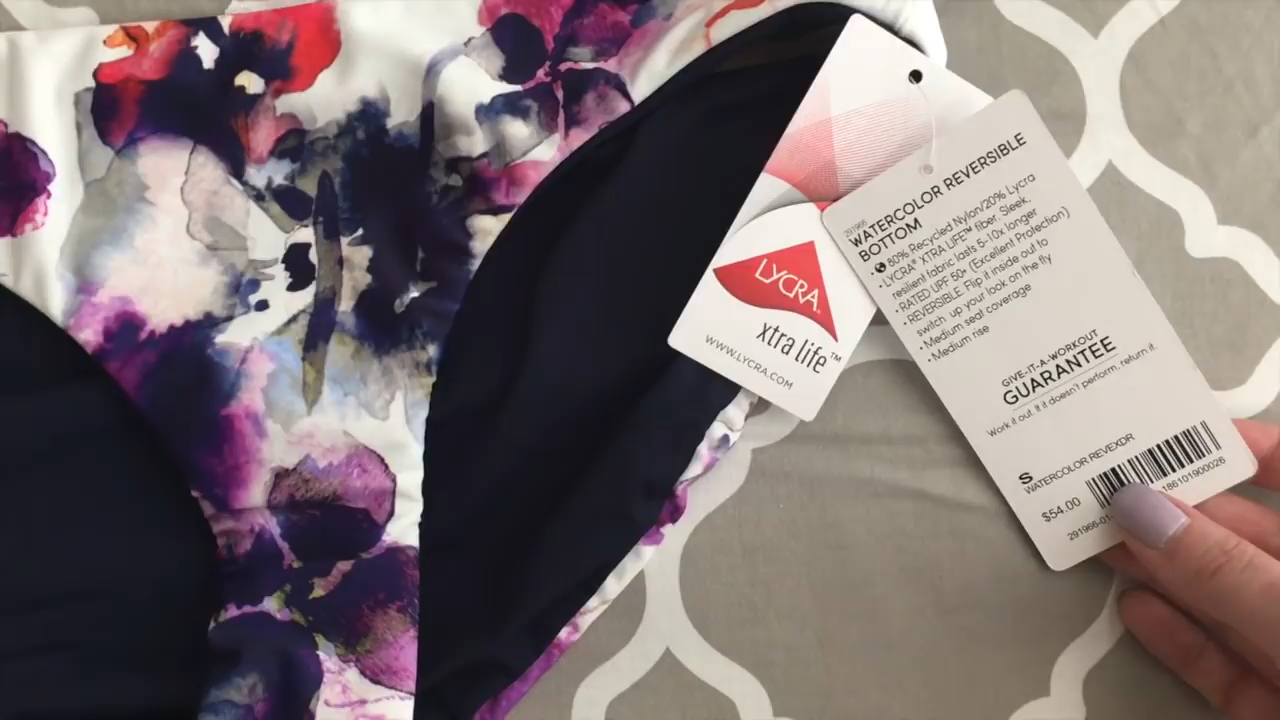 LYCRA
xtra life™
WWW.LYCRA.COM
291966
WATERCOLOR REVERSIBLE
BOTTOM
• 80% Recycled Nylon/20% Lycra
• LYCRA® XTRA LIFE™ fiber. Sleek,
resilient fabric lasts 5-10x longer
• RATED UPF 50+ (Excellent Protection)
• REVERSIBLE. Flip it inside out to
switch up your look on the fly
• Medium seat coverage
• Medium rise
GIVE-IT-A-WORKOUT
GUARANTEE
Work it out. If it doesn't perform, return it.
S
WATERCOLOR REVEXDR
$54.00
186101900026
291966-01